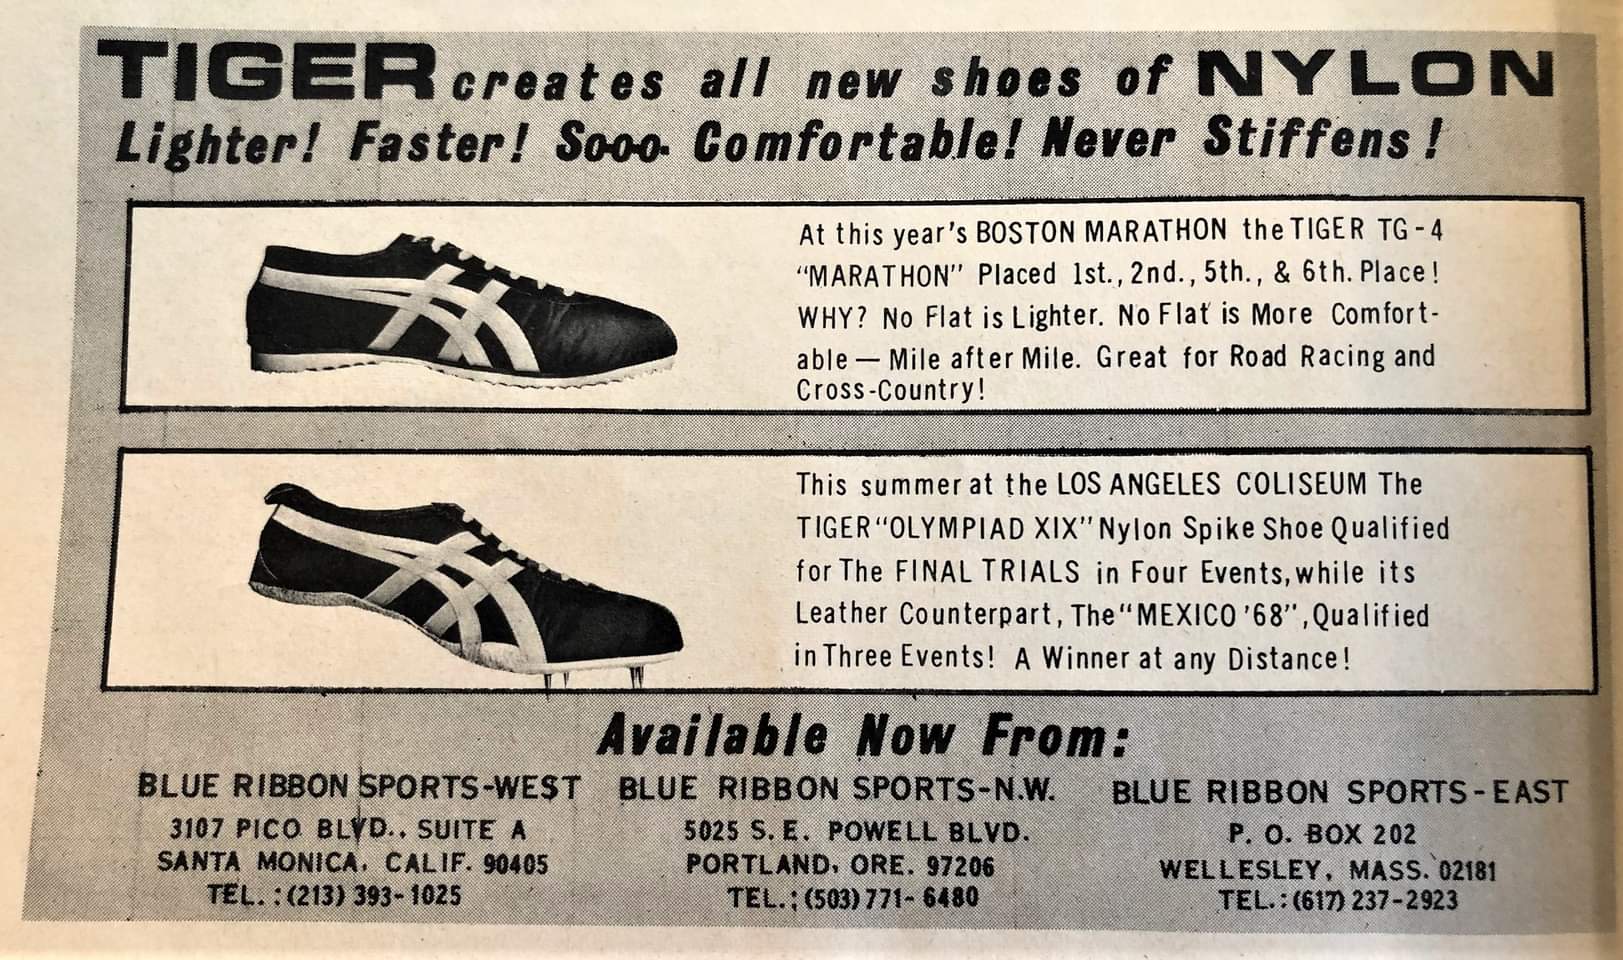 TIGER creates all new shoes of NYLON
Lighter! Faster! Sooo Comfortable! Never Stiffens!
At this year's BOSTON MARATHON the TIGER TG-4
"MARATHON" Placed 1st., 2nd., 5th., & 6th. Place!
WHY? No Flat is Lighter. No Flat is More Comfort-
able — Mile after Mile. Great for Road Racing and
Cross-Country!
This summer at the LOS ANGELES COLISEUM The
TIGER "OLYMPIAD XIX" Nylon Spike Shoe Qualified
for The FINAL TRIALS in Four Events, while its
Leather Counterpart, The "MEXICO '68", Qualified
in Three Events! A Winner at any Distance!
Available Now From:
BLUE RIBBON SPORTS-WEST
3107 PICO BLVD., SUITE A
SANTA MONICA, CALIF. 90405
TEL.: (213) 393-1025
BLUE RIBBON SPORTS-N.W.
5025 S.E. POWELL BLVD.
PORTLAND, ORE. 97206
TEL.: (503) 771-6480
BLUE RIBBON SPORTS-EAST
P. O. BOX 202
WELLESLEY, MASS. 02181
TEL.: (617) 237-2923